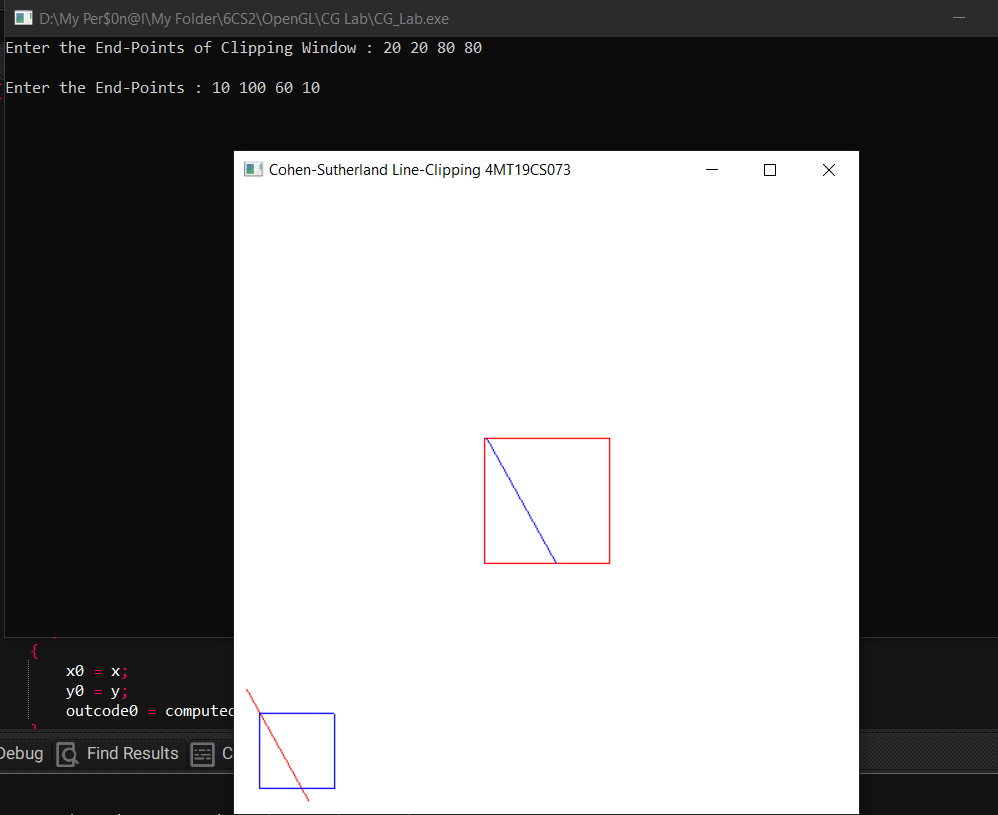 D:\My Per$0n@l\My Folder\6CS2\OpenGL\CG Lab\CG_Lab.exe
Enter the End-Points of Clipping Window : 20 20 80 80
Enter the End-Points : 10 100 60 10
Cohen-Sutherland Line-Clipping 4MT19CS073
{
x0 = x;
y0 = y;
outcode0 = computeo
}
Debug Find Results C